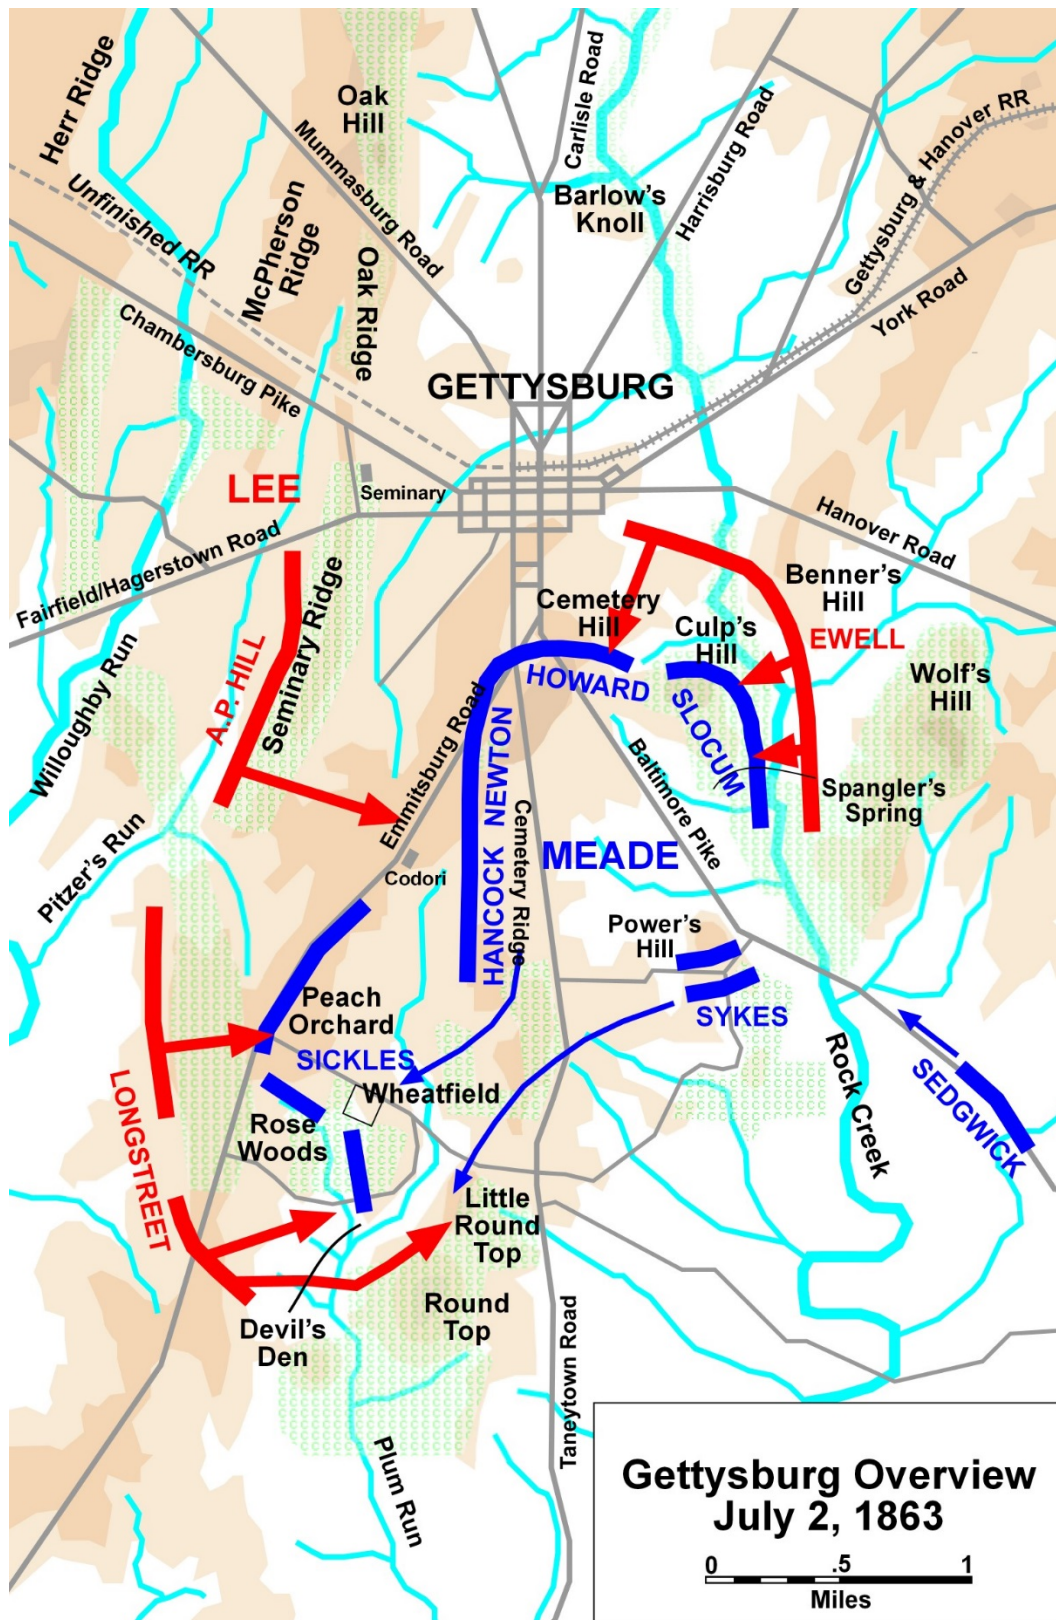 Herr Ridge
Oak
Hill
Mummasburg Road
Carlisle Road
Harrisburg Road
Gettysburg & Hanover RR
Barlow's
Knoll
Unfinished RR
McPherson
Ridge
Oak Ridge
York Road
Chambersburg Pike
GETTYSBURG
LEE
Seminary
Hanover Road
Fairfield/Hagerstown Road
Benner's
Hill
Cemetery
Hill
Culp's
Hill
EWELL
Seminary Ridge
A.P. HILL
Willoughby Run
HOWARD
SLOCUM
Wolf's
Hill
Emmitsburg Road
NEWTON
HANCOCK
Cemetery Ridge
Baltimore Pike
Spangler's
Spring
Pitzer's Run
Codori
MEADE
Power's
Hill
SYKES
Peach
Orchard
SICKLES
Wheatfield
Rock Creek
SEDGWICK
LONGSTREET
Rose
Woods
Little
Round
Top
Round
Top
Devil's
Den
Taneytown Road
Plum Run
Gettysburg Overview
July 2, 1863
0 .5 1
Miles